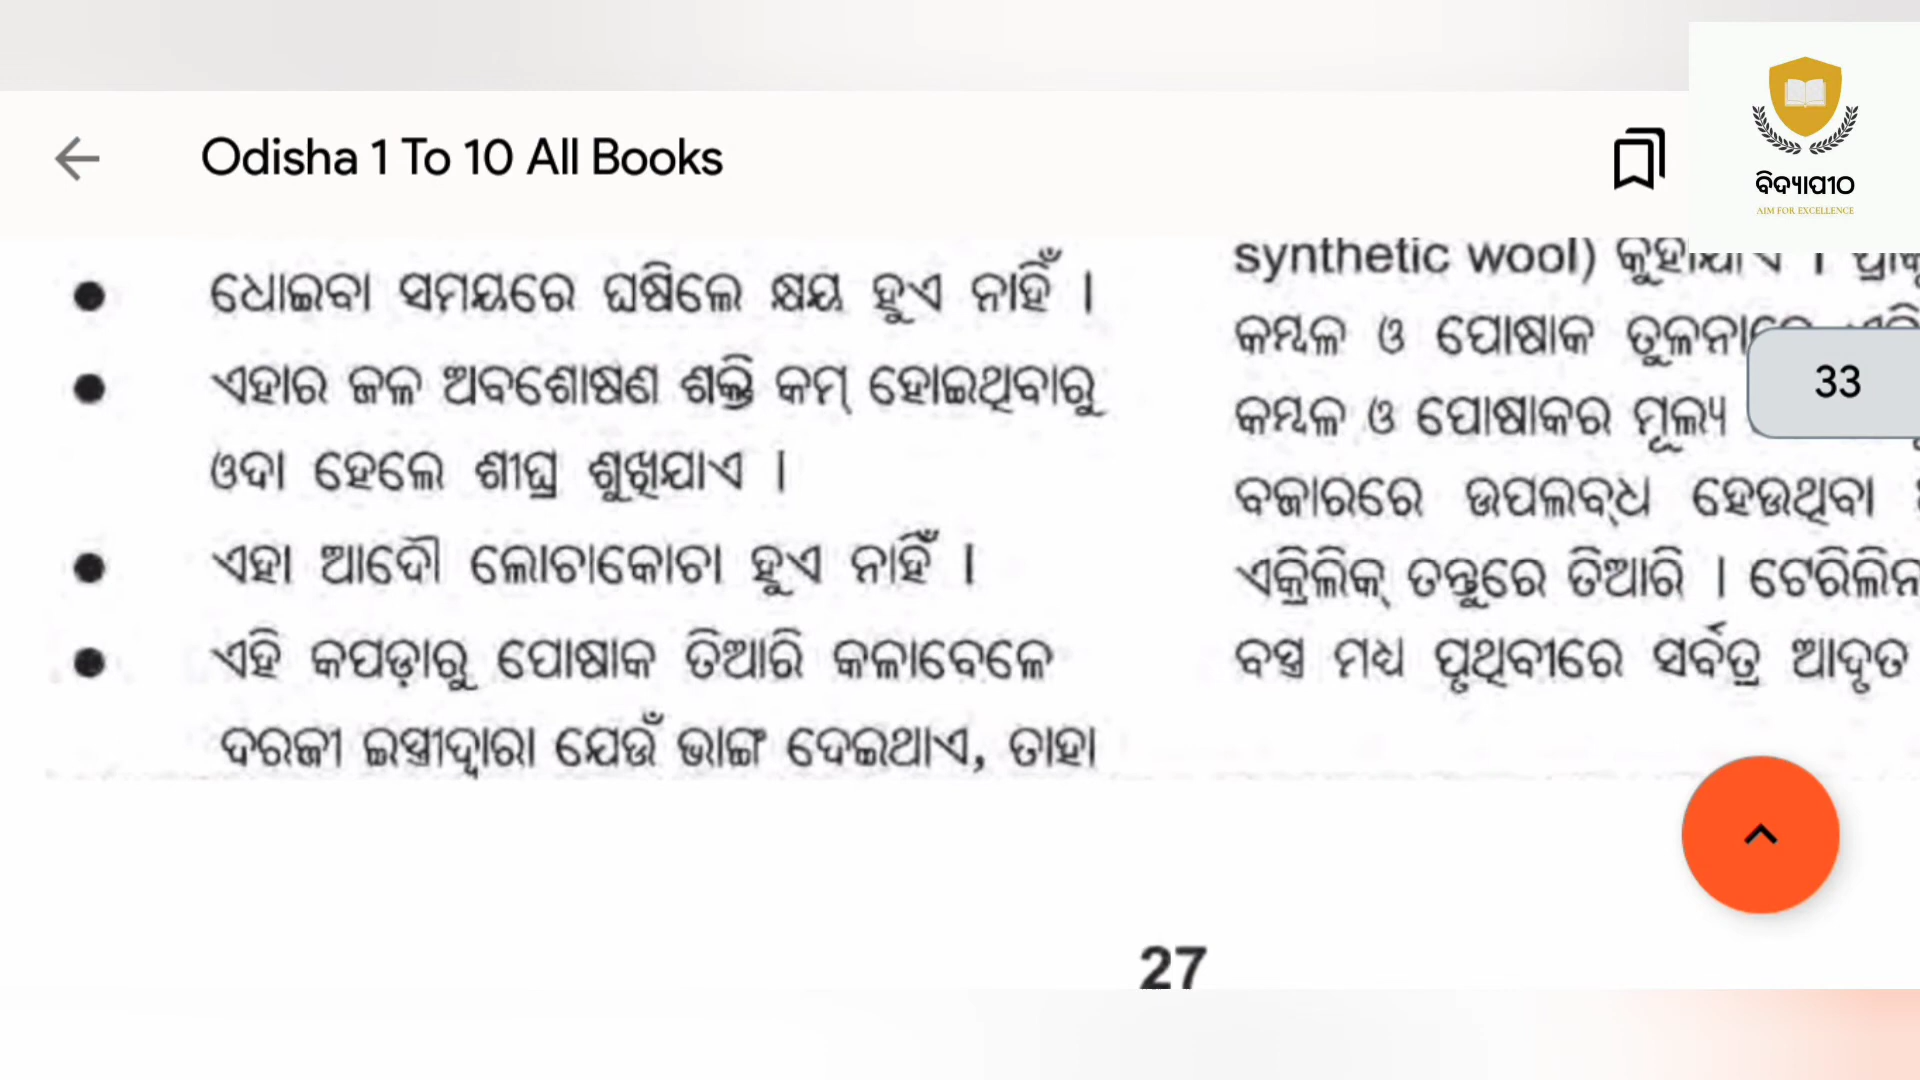 Odisha 1 To 10 All Books
ବିଦ୍ୟାପୀଠ
AIM FOR EXCELLENCE
ଧୋଇବା ସମୟରେ ଘଷିଲେ କ୍ଷୟ ହୁଏ ନାହିଁ ।
ଏହାର ଜଳ ଅବଶୋଷଣ ଶକ୍ତି କମ୍ ହୋଇଥିବାରୁ
ଓଦା ହେଲେ ଶୀଘ୍ର ଶୁଖିଯାଏ ।
ଏହା ଆଦୌ ଲୋଚାକୋଚା ହୁଏ ନାହିଁ ।
ଏହି କପଡ଼ାରୁ ପୋଷାକ ତିଆରି କଲାବେଳେ
ଦରଜୀ ଇସ୍ତ୍ରୀଦ୍ୱାରା ଯେଉଁ ଭାଙ୍ଗ ଦେଇଥାଏ, ତାହା
synthetic wool) କୁହାଯାଏ ।
କମ୍ବଳ ଓ ପୋଷାକ
33
କମ୍ବଳ ଓ ପୋଷାକର ମୂଲ୍ୟ
ବଜାରରେ ଉପଲବ୍ଧ ହେଉଥିବା
ଏକ୍ରିଲିକ୍ ତନ୍ତୁରେ ତିଆରି । ଟେରିଲିନ
ବସ୍ତ୍ର ମଧ୍ୟ ପୃଥିବୀରେ ସର୍ବତ୍ର ଆଦୃତ
27